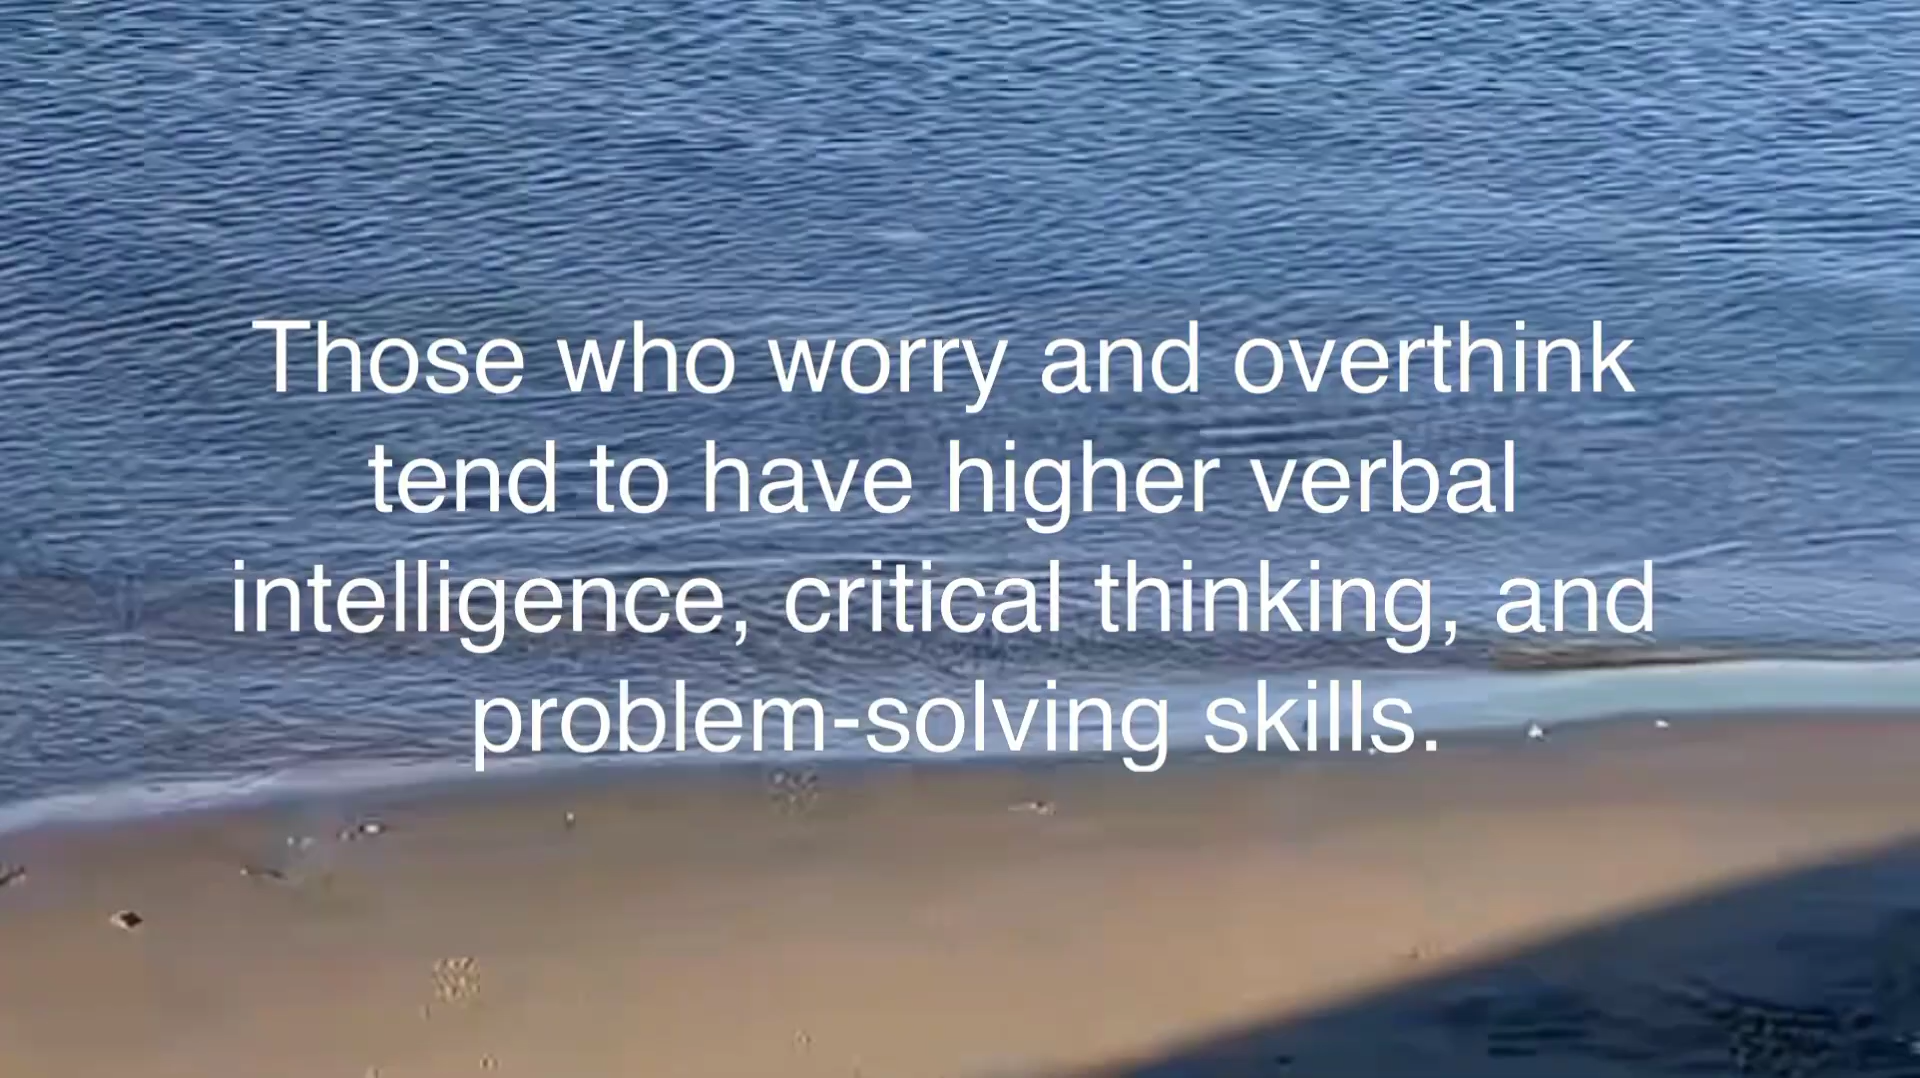 Those who worry and overthink
tend to have higher verbal
intelligence, critical thinking, and
problem-solving skills.